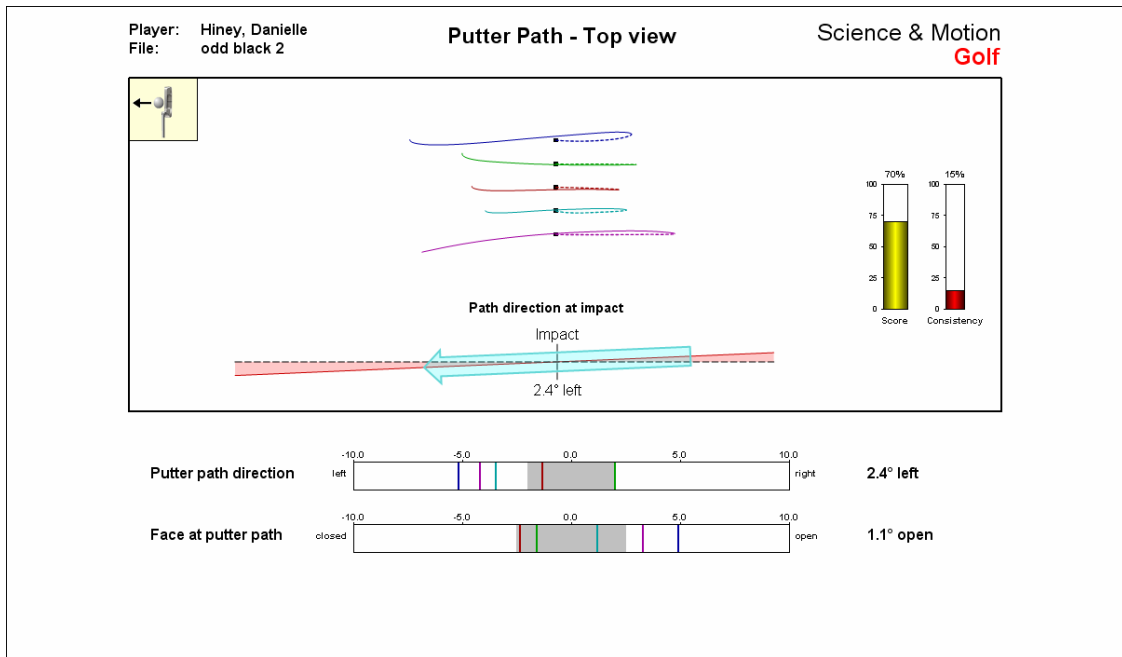 Player: Hiney, Danielle
File: odd black 2
Putter Path - Top view
Science & Motion
Golf
70% 15%
100 100
75 75
50 50
25 25
0 0
Score Consistency
Path direction at impact
Impact
2.4° left
-10.0 -5.0 0.0 5.0 10.0
Putter path direction left right 2.4° left
-10.0 -5.0 0.0 5.0 10.0
Face at putter path closed open 1.1° open